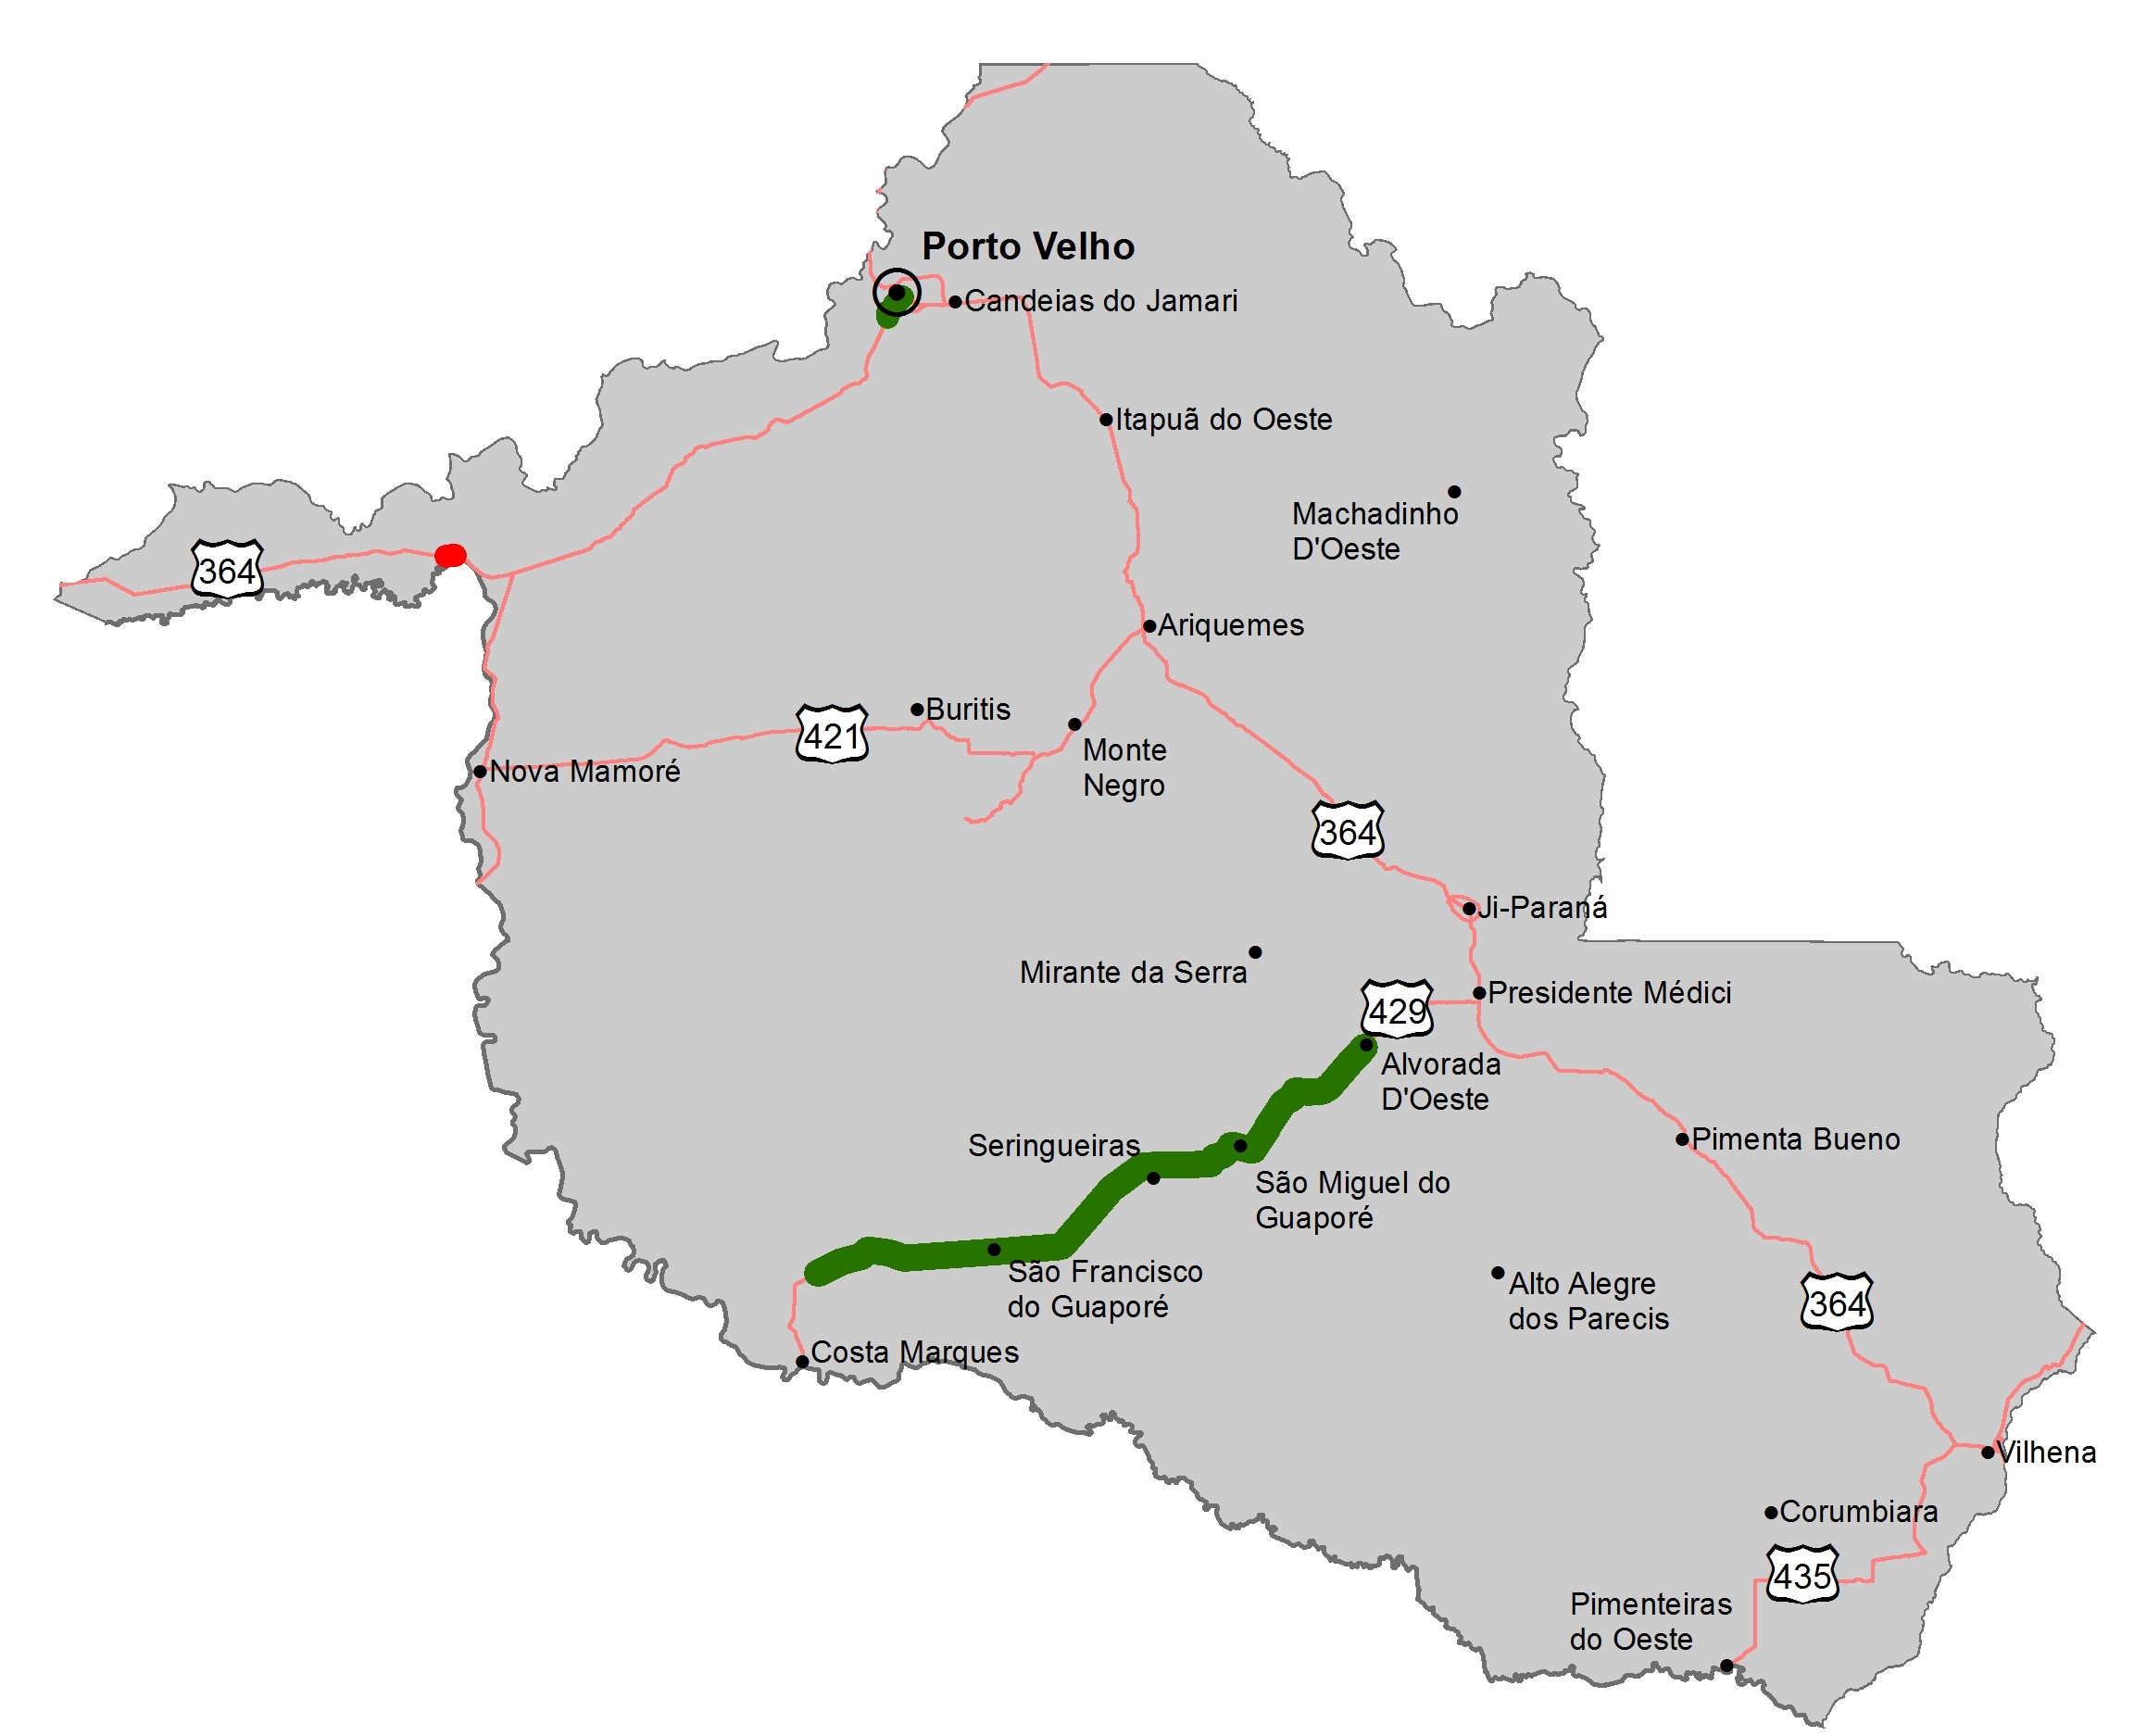 Porto Velho
Candeias do Jamari
Itapuã do Oeste
Machadinho
D'Oeste
364
Ariquemes
Buritis
421
Monte
Negro
Nova Mamoré
364
Ji-Paraná
Mirante da Serra
Presidente Médici
429
Alvorada
D'Oeste
Pimenta Bueno
Seringueiras
São Miguel do
Guaporé
São Francisco
do Guaporé
Alto Alegre
dos Parecis
364
Costa Marques
Vilhena
Corumbiara
435
Pimenteiras
do Oeste